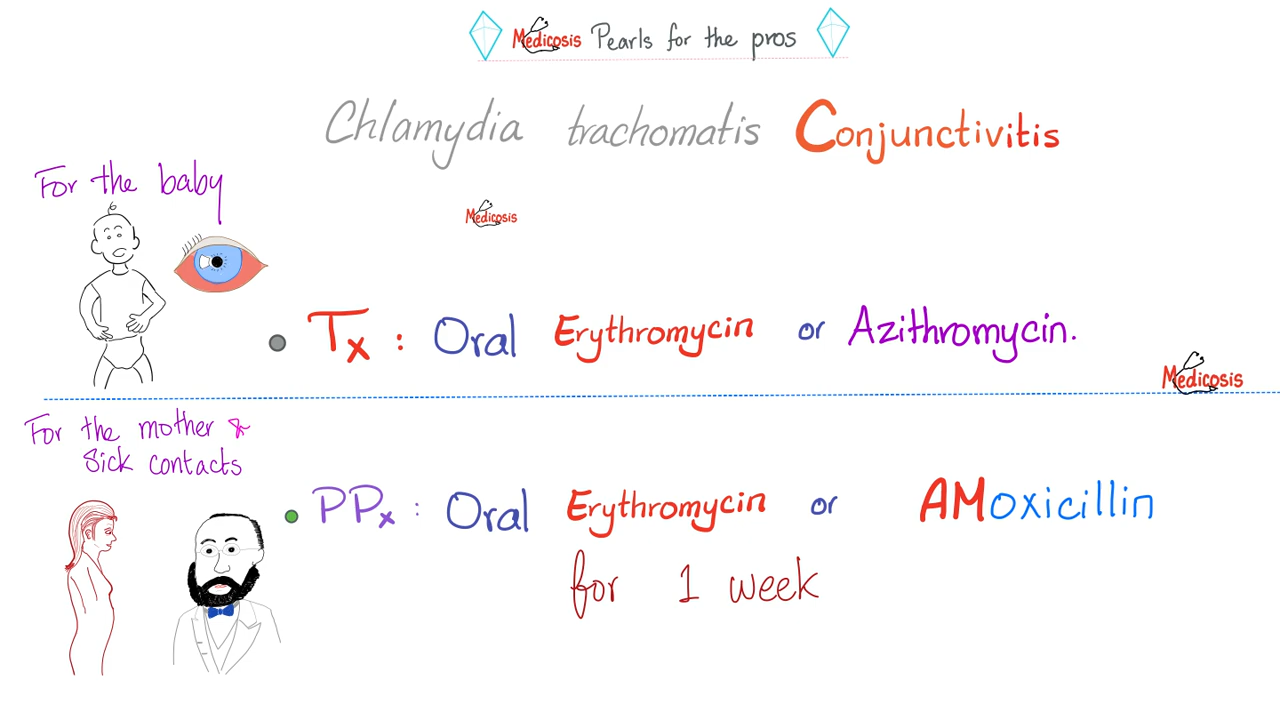 Medicosis Pearls for the pros
Chlamydia trachomatis Conjunctivitis
For the baby
Medicosis
Tx : Oral Erythromycin or Azithromycin.
Medicosis
For the mother &
Sick contacts
PPx : Oral Erythromycin or AMoxicillin
for 1 week